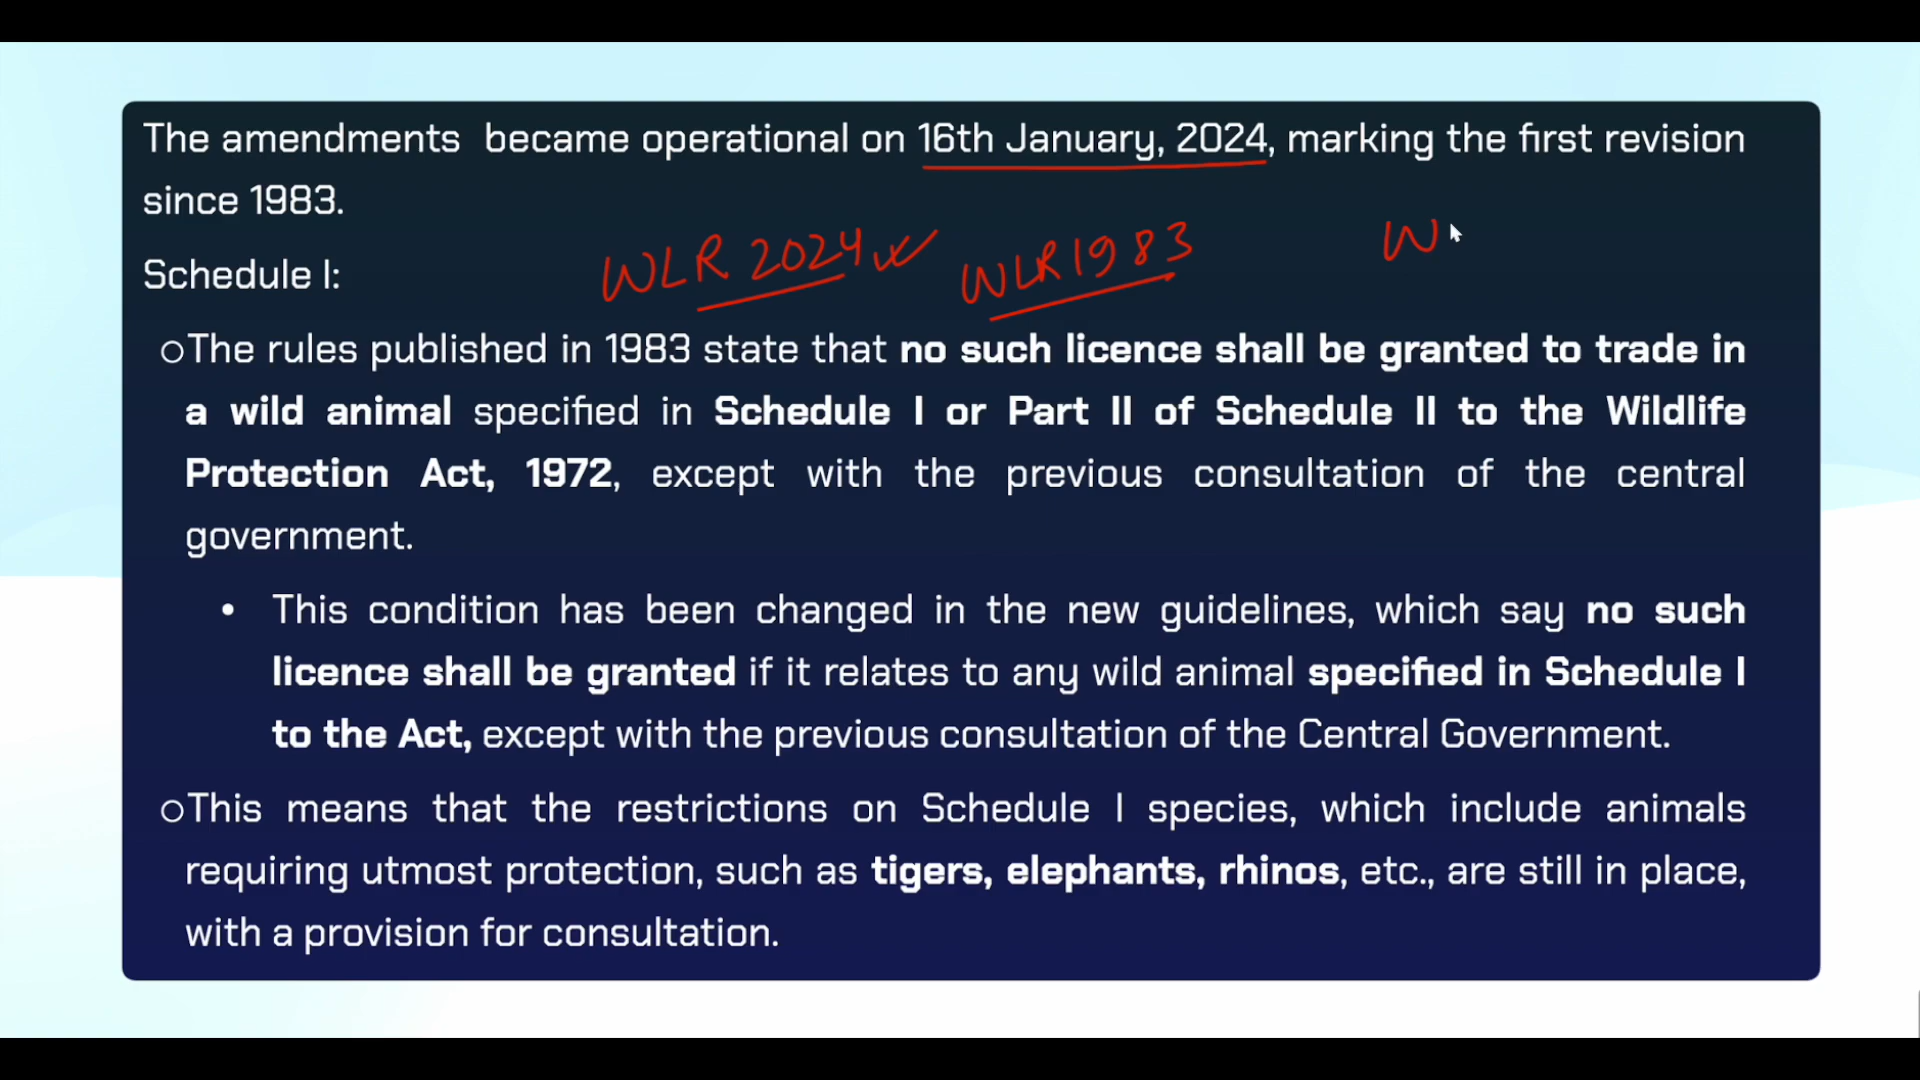 The amendments became operational on 16th January, 2024, marking the first revision
since 1983.
WLR 2024 WLR 1983 W
Schedule I:
○The rules published in 1983 state that no such licence shall be granted to trade in
a wild animal specified in Schedule I or Part II of Schedule II to the Wildlife
Protection Act, 1972, except with the previous consultation of the central
government.
• This condition has been changed in the new guidelines, which say no such
licence shall be granted if it relates to any wild animal specified in Schedule I
to the Act, except with the previous consultation of the Central Government.
○This means that the restrictions on Schedule I species, which include animals
requiring utmost protection, such as tigers, elephants, rhinos, etc., are still in place,
with a provision for consultation.